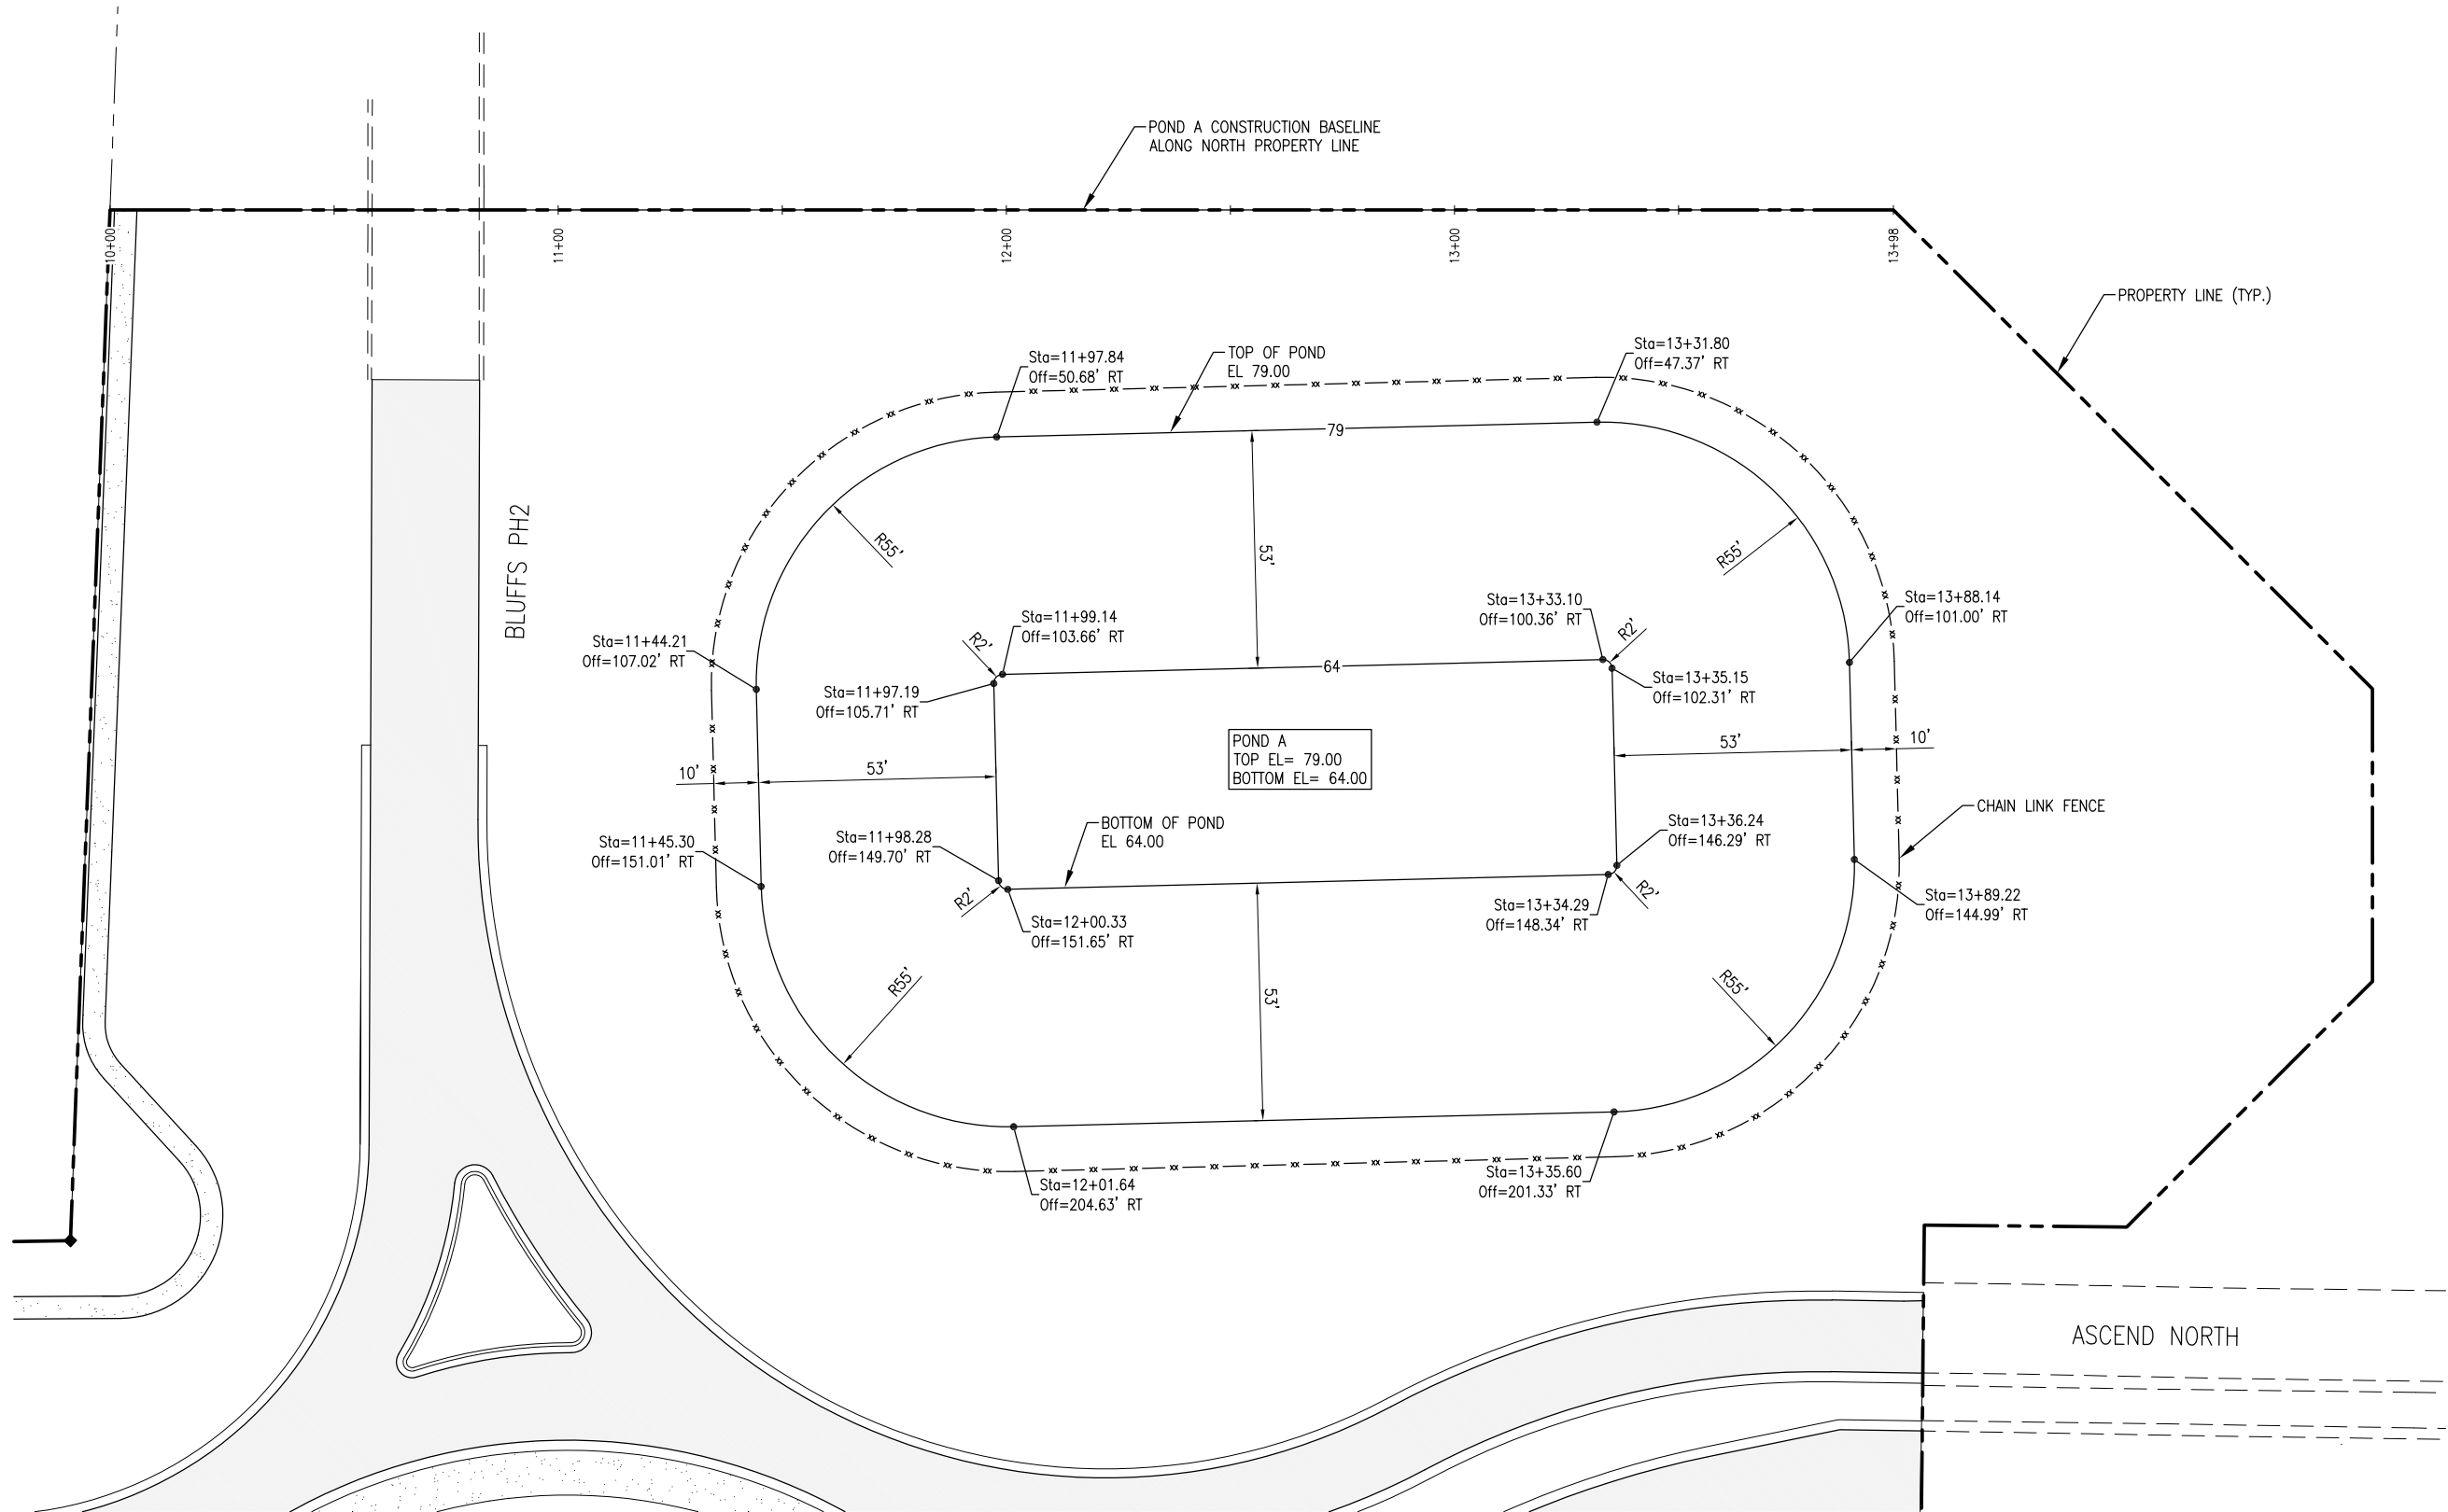 POND A CONSTRUCTION BASELINE
ALONG NORTH PROPERTY LINE
10+00
11+00
12+00
13+00
13+98
PROPERTY LINE (TYP.)
Sta=11+97.84
Off=50.68' RT
TOP OF POND
EL 79.00
Sta=13+31.80
Off=47.37' RT
79
BLUFFS PH2
R55'
53'
R55'
Sta=11+44.21
Off=107.02' RT
R2'
Sta=11+99.14
Off=103.66' RT
Sta=13+33.10
Off=100.36' RT
R2'
Sta=13+88.14
Off=101.00' RT
64
Sta=11+97.19
Off=105.71' RT
Sta=13+35.15
Off=102.31' RT
10'
53'
POND A
TOP EL= 79.00
BOTTOM EL= 64.00
53'
10'
CHAIN LINK FENCE
Sta=11+45.30
Off=151.01' RT
Sta=11+98.28
Off=149.70' RT
BOTTOM OF POND
EL 64.00
Sta=13+36.24
Off=146.29' RT
R2'
Sta=12+00.33
Off=151.65' RT
Sta=13+34.29
Off=148.34' RT
R2'
Sta=13+89.22
Off=144.99' RT
R55'
53'
R55'
Sta=12+01.64
Off=204.63' RT
Sta=13+35.60
Off=201.33' RT
ASCEND NORTH